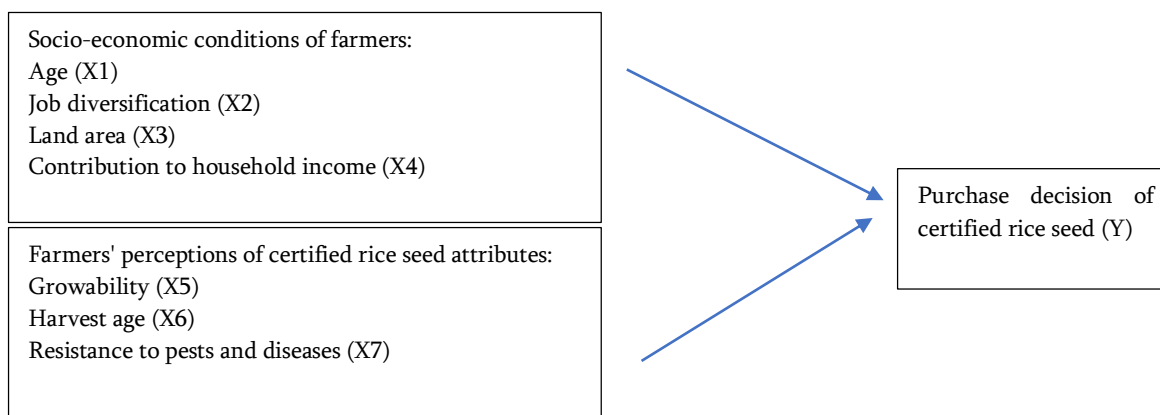 Socio-economic conditions of farmers:
Age (X1)
Job diversification (X2)
Land area (X3)
Contribution to household income (X4)
Farmers' perceptions of certified rice seed attributes:
Growability (X5)
Harvest age (X6)
Resistance to pests and diseases (X7)
Purchase decision of
certified rice seed (Y)